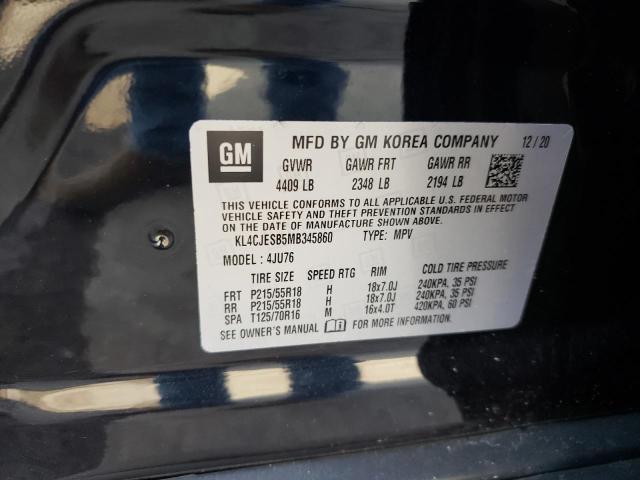 GM MFD BY GM KOREA COMPANY 12/20
GVWR GAWR FRT GAWR RR
4409 LB 2348 LB 2194 LB
THIS VEHICLE CONFORMS TO ALL APPLICABLE U.S. FEDERAL MOTOR
VEHICLE SAFETY AND THEFT PREVENTION STANDARDS IN EFFECT
ON THE DATE OF MANUFACTURE SHOWN ABOVE.
KL4CJESB5MB345860 TYPE: MPV
MODEL : 4JU76
TIRE SIZE SPEED RTG RIM COLD TIRE PRESSURE
FRT P215/55R18 H 18x7.0J 240KPA, 35 PSI
RR P215/55R18 H 18x7.0J 240KPA, 35 PSI
SPA T125/70R16 M 16x4.0T 420KPA, 60 PSI
SEE OWNER'S MANUAL FOR MORE INFORMATION.